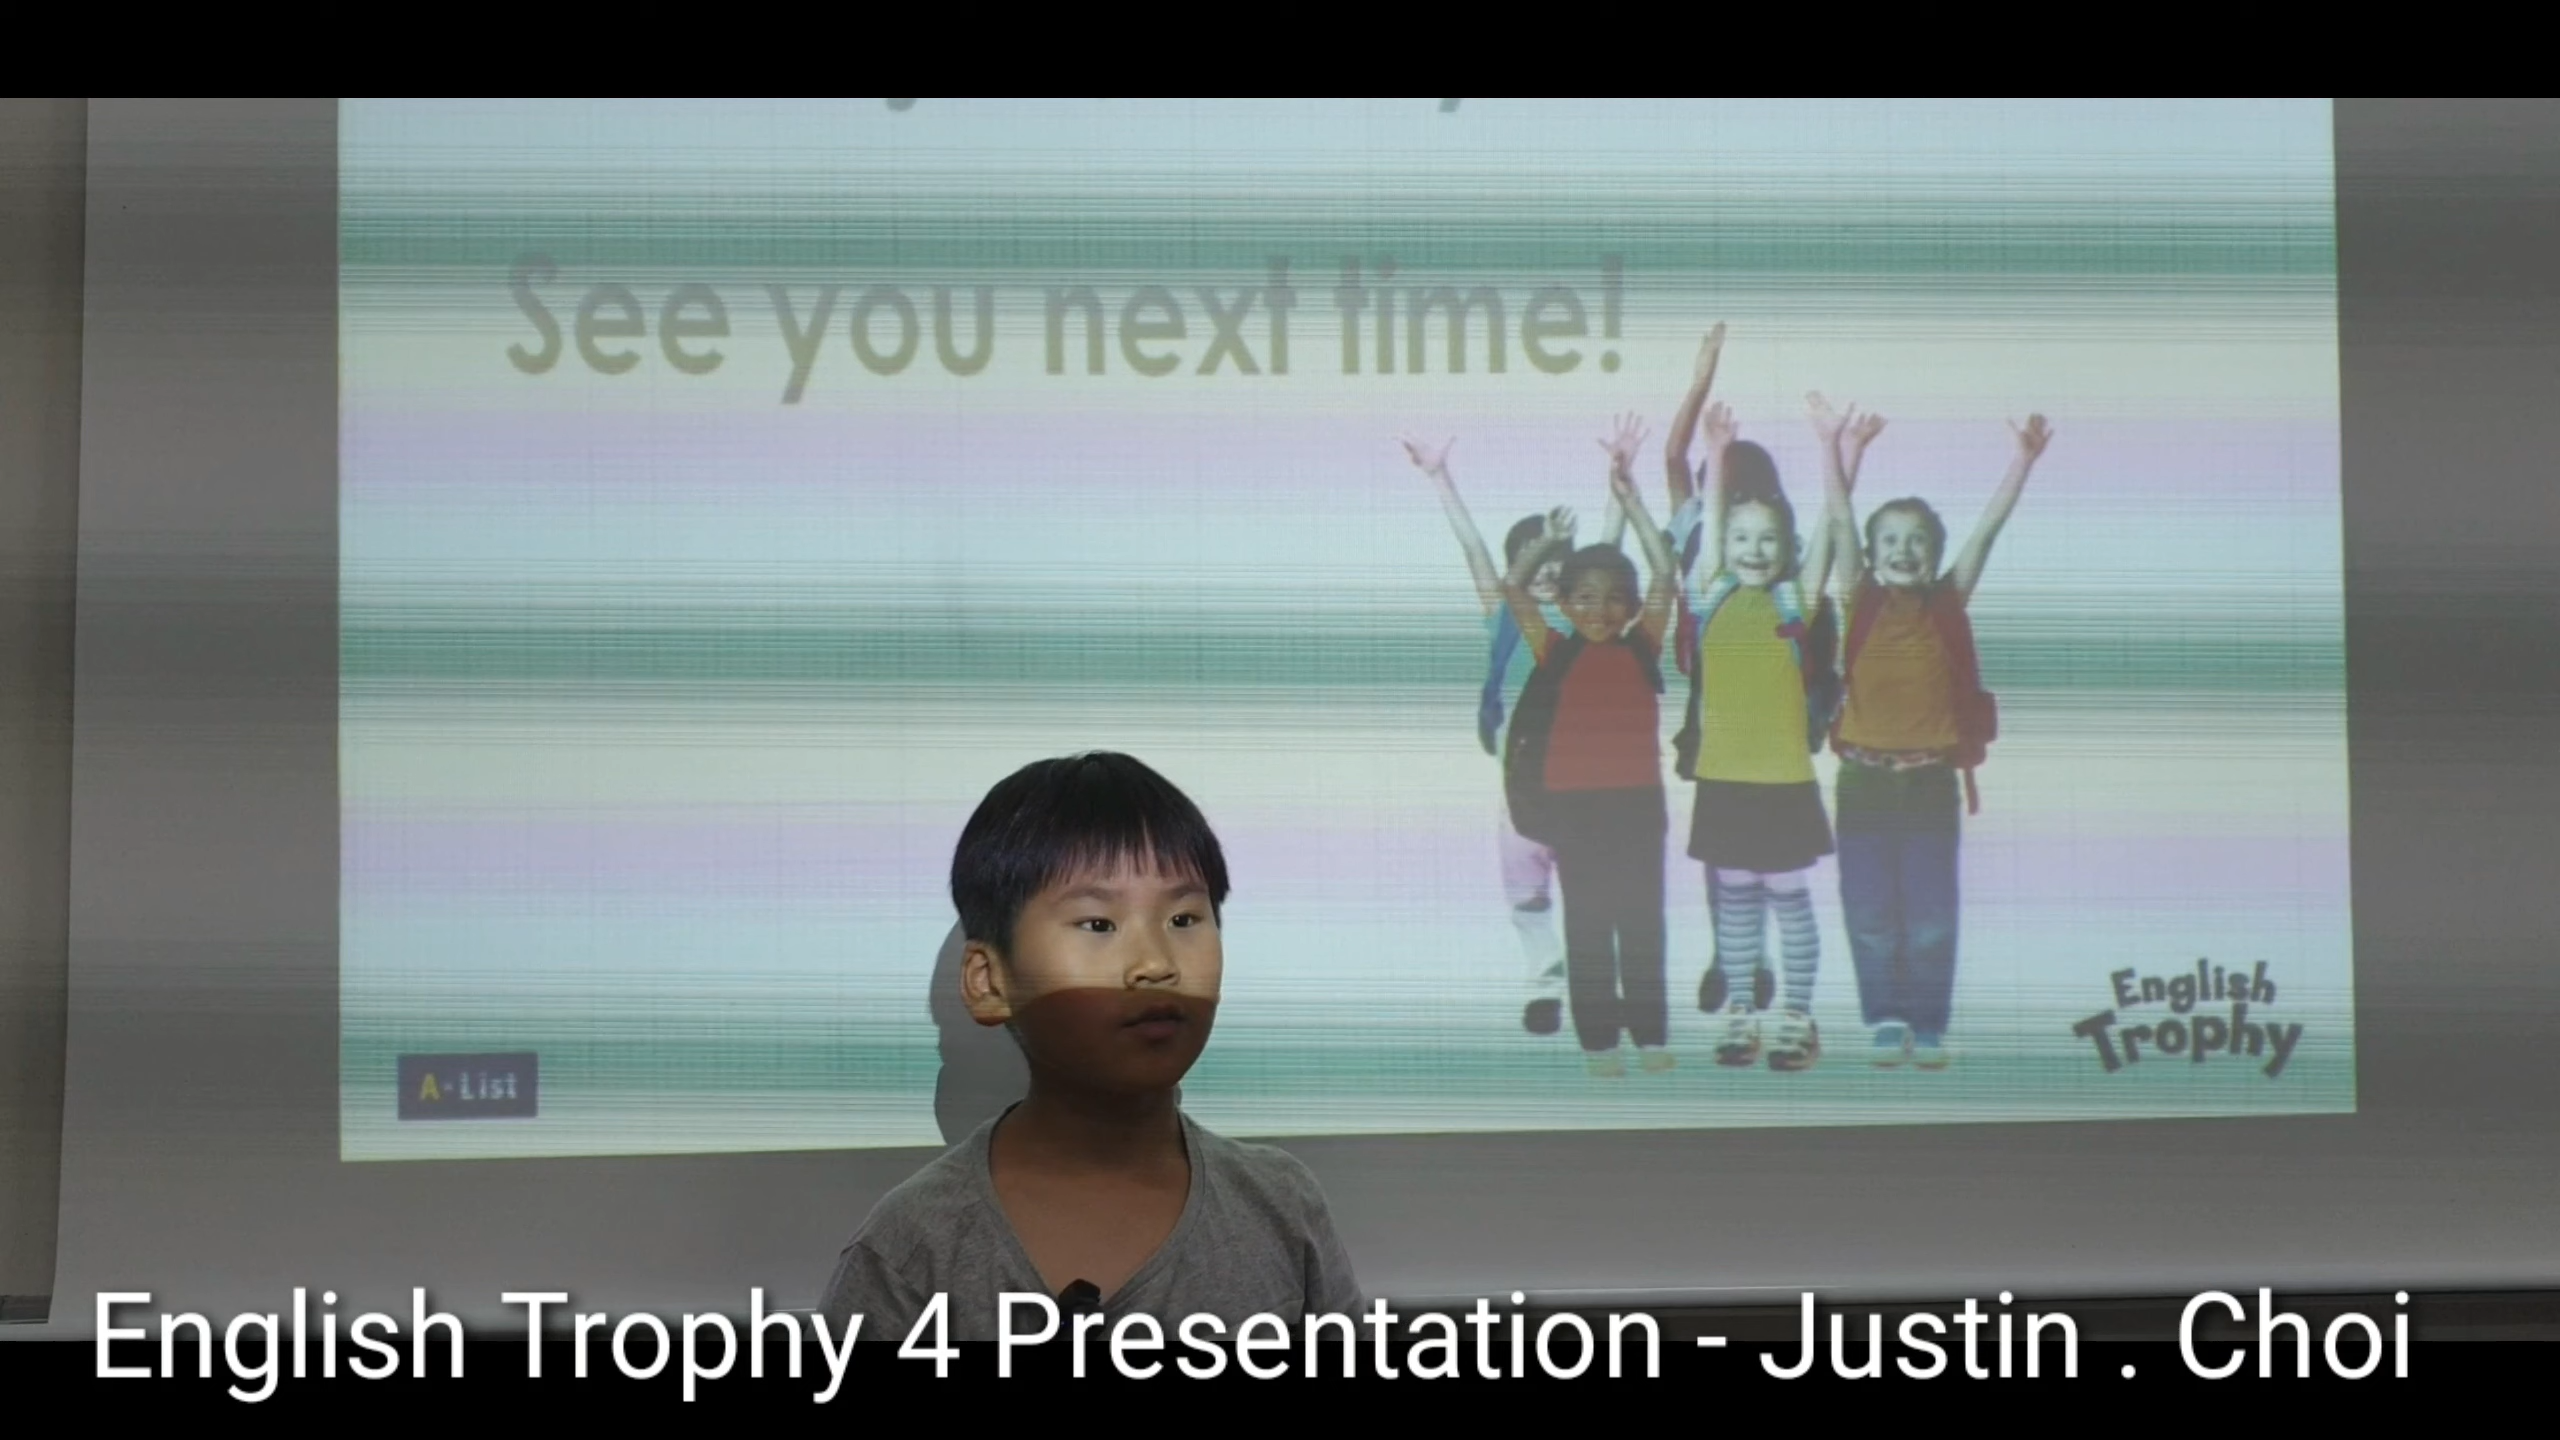 See you next time!
English
Trophy
A-List
English Trophy 4 Presentation - Justin . Choi